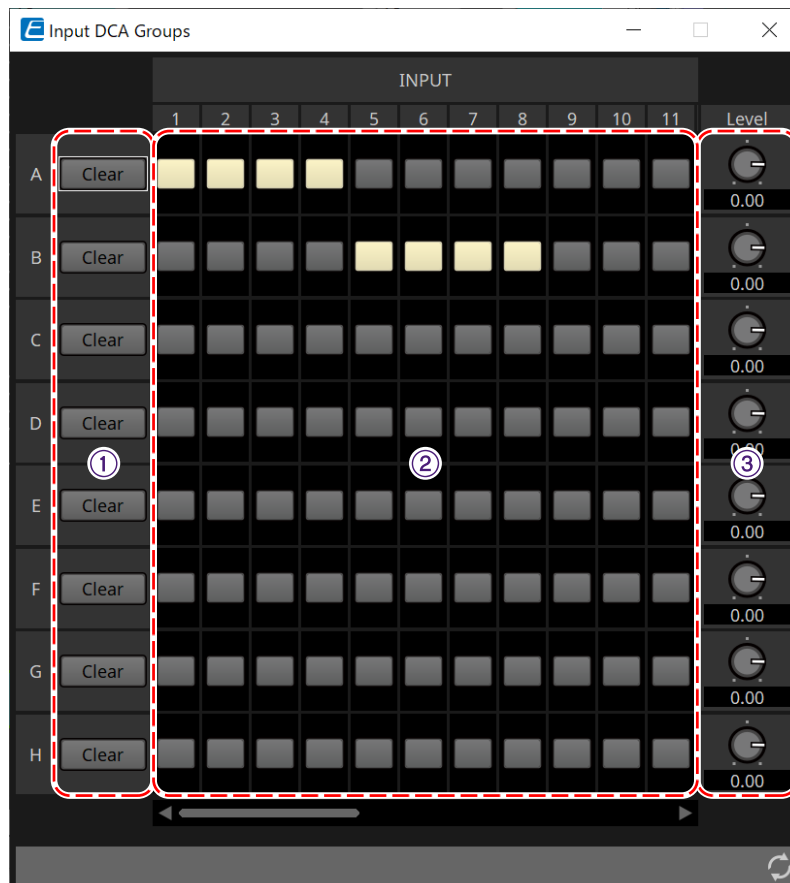 E Input DCA Groups
INPUT
1 2 3 4 5 6 7 8 9 10 11 Level
A Clear 0.00
B Clear 0.00
C Clear 0.00
D Clear 0.00
① ② ③
E Clear 0.00
F Clear 0.00
G Clear 0.00
H Clear 0.00